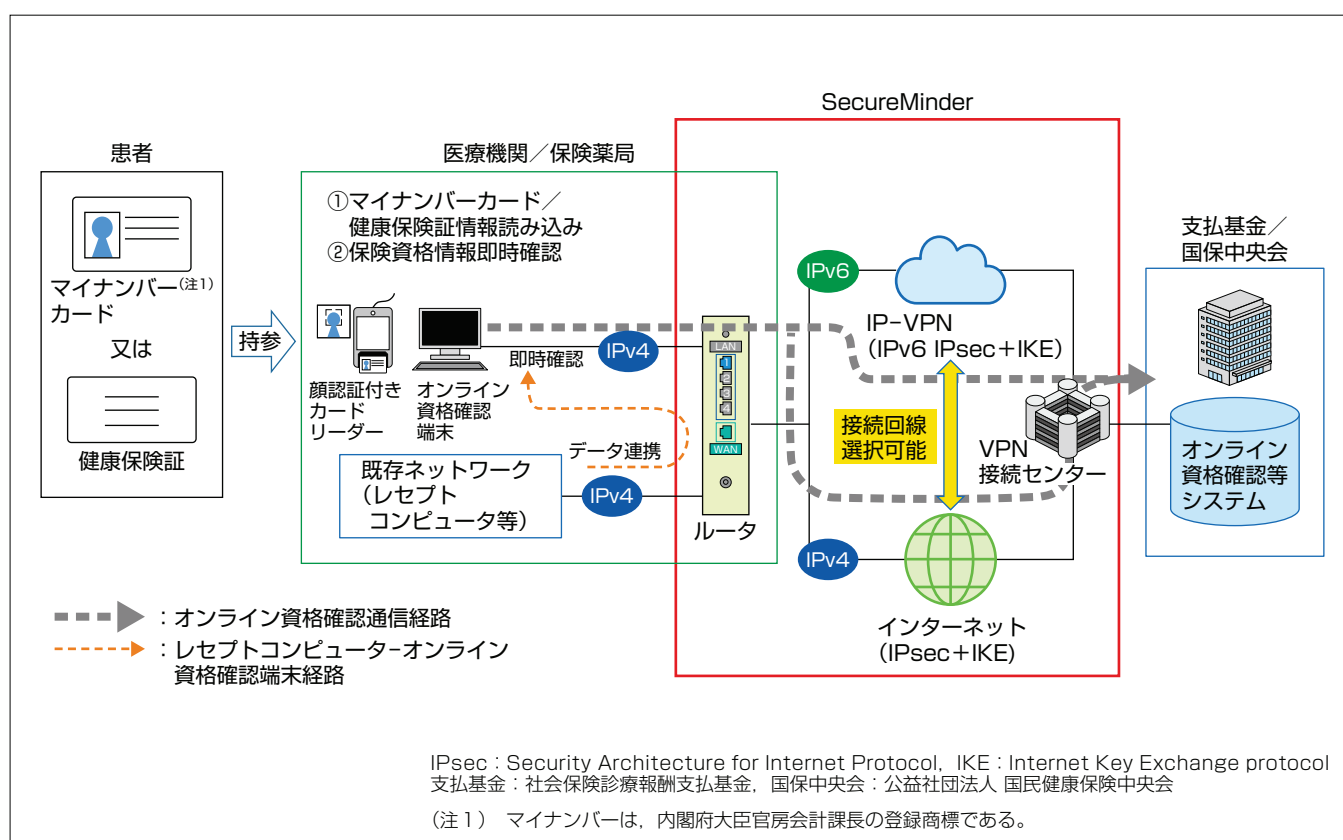 SecureMinder
患者
マイナンバー(注1)
カード
又は
健康保険証
持参
医療機関/保険薬局
①マイナンバーカード/
健康保険証情報読み込み
②保険資格情報即時確認
顔認証付き
カード
リーダー
オンライン
資格確認
端末
即時確認
IPv4
データ連携
既存ネットワーク
(レセプト
コンピュータ等)
IPv4
LAN
1
2
3
4
WAN
ルータ
IPv6
IP-VPN
(IPv6 IPsec+IKE)
接続回線
選択可能
VPN
接続センター
IPv4
インターネット
(IPsec+IKE)
支払基金/
国保中央会
オンライン
資格確認等
システム
:オンライン資格確認通信経路
:レセプトコンピューター-オンライン
資格確認端末経路
IPsec:Security Architecture for Internet Protocol, IKE:Internet Key Exchange protocol
支払基金:社会保険診療報酬支払基金,国保中央会:公益社団法人 国民健康保険中央会
(注1) マイナンバーは,内閣府大臣官房会計課長の登録商標である。